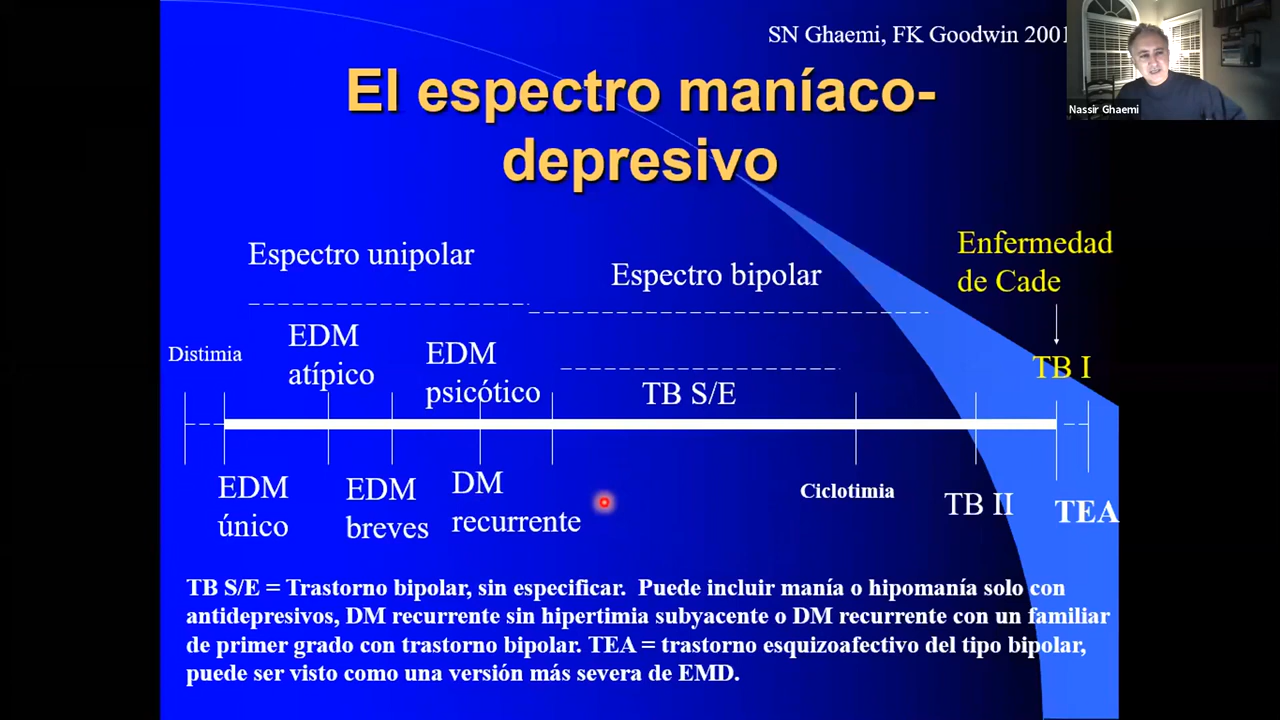 SN Ghaemi, FK Goodwin 2001
Nassir Ghaemi
El espectro maníaco-
depresivo
Espectro unipolar
Espectro bipolar
Enfermedad
de Cade
Distimia
EDM
atípico
EDM
psicótico
TB S/E
TB I
EDM
único
EDM
breves
DM
recurrente
Ciclotimia
TB II
TEA
TB S/E = Trastorno bipolar, sin especificar. Puede incluir manía o hipomanía solo con
antidepresivos, DM recurrente sin hipertimia subyacente o DM recurrente con un familiar
de primer grado con trastorno bipolar. TEA = trastorno esquizoafectivo del tipo bipolar,
puede ser visto como una versión más severa de EMD.